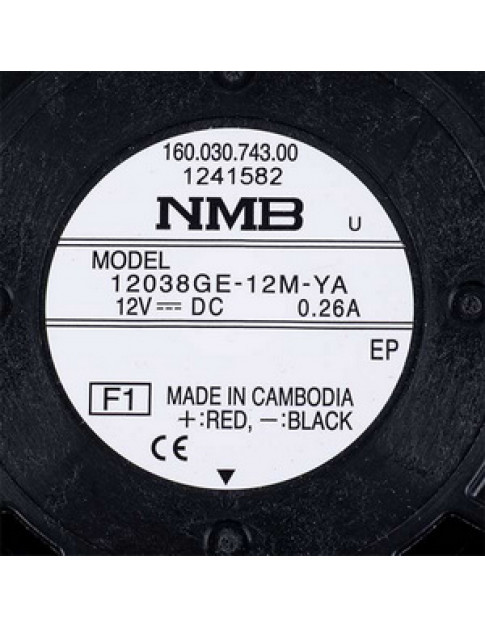 160.030.743.00
1241582
NMB U
MODEL
12038GE-12M-YA
12V⎓ DC 0.26A
EP
F1 MADE IN CAMBODIA
+:RED, −:BLACK
CE